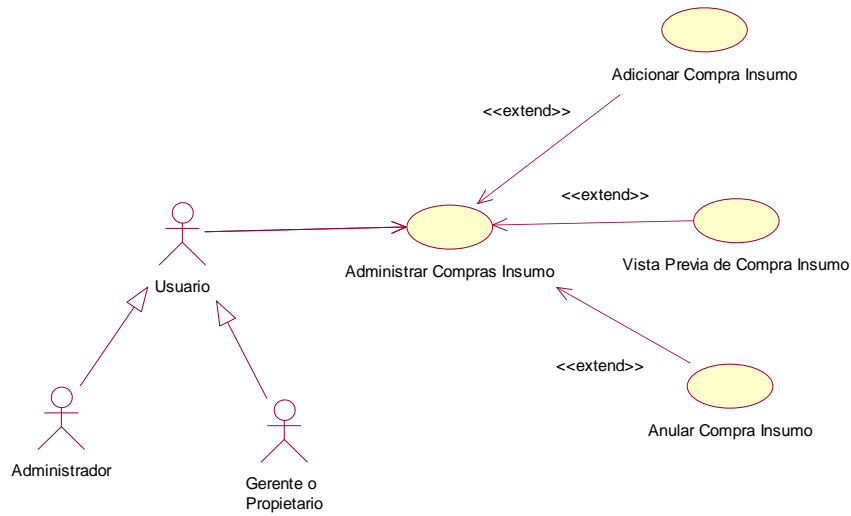 Adicionar Compra Insumo
<<extend>>
<<extend>>
Vista Previa de Compra Insumo
Administrar Compras Insumo
Usuario
<<extend>>
Anular Compra Insumo
Administrador
Gerente o
Propietario